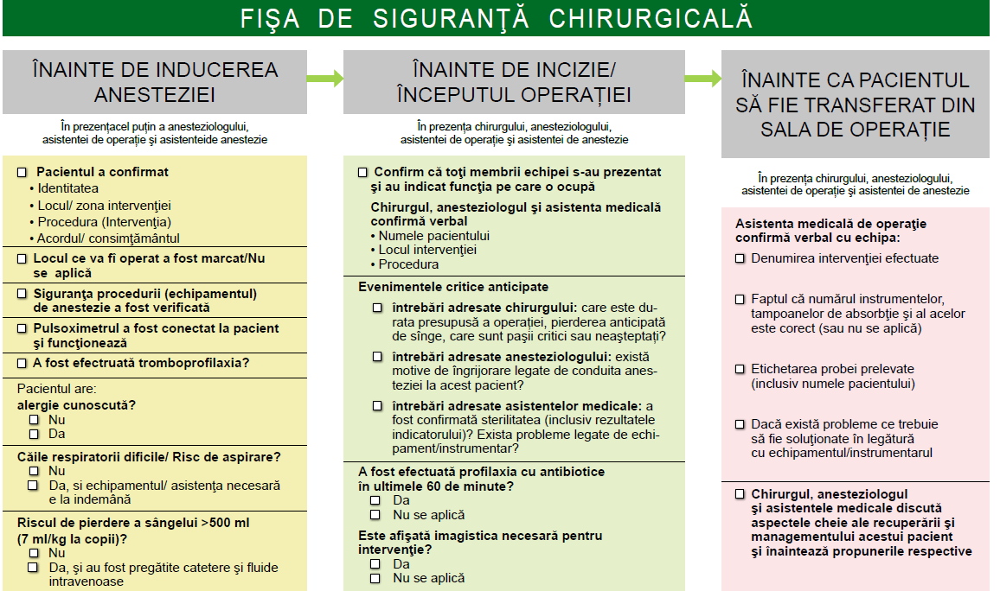 FIŞA DE SIGURANŢĂ CHIRURGICALĂ
ÎNAINTE DE INDUCEREA
ANESTEZIEI
În prezențacel puțin a anesteziologului,
asistentei de operație şi asistenteide anestezie
Pacientul a confirmat
• Identitatea
• Locul/ zona intervenţiei
• Procedura (Intervenţia)
• Acordul/ consimţământul
Locul ce va fi operat a fost marcat/Nu
se aplică
Siguranţa procedurii (echipamentul)
de anestezie a fost verificată
Pulsoximetrul a fost conectat la pacient
şi funcţionează
A fost efectruată tromboprofilaxia?
Pacientul are:
alergie cunoscută?
Nu
Da
Căile respiratorii dificile/ Risc de aspirare?
Nu
Da, si echipamentul/ asistenţa necesară
e la indemână
Riscul de pierdere a sângelui >500 ml
(7 ml/kg la copii)?
Nu
Da, şi au fost pregătite catetere şi fluide
intravenoase
ÎNAINTE DE INCIZIE/
ÎNCEPUTUL OPERAȚIEI
În prezența chirurgului, anesteziologului,
asistentei de operație şi asistentei de anestezie
Confirm că toţi membrii echipei s-au prezentat
şi au indicat funcţia pe care o ocupă
Chirurgul, anesteziologul şi asistenta medicală
confirmă verbal
• Numele pacientului
• Locul intervenţiei
• Procedura
Evenimentele critice anticipate
întrebări adresate chirurgului: care este du-
rata presupusă a operaţiei, pierderea anticipată
de sînge, care sunt paşii critici sau neaşteptaţi?
întrebări adresate anesteziologului: există
motive de îngrijorare legate de conduita anes-
teziei la acest pacient?
întrebări adresate asistentelor medicale: a
fost confirmată sterilitatea (inclusiv rezultatele
indicatorului)? Exista probleme legate de echi-
pament/instrumentar?
A fost efectuată profilaxia cu antibiotice
în ultimele 60 de minute?
Da
Nu se aplică
Este afişată imagistica necesară pentru
intervenţie?
Da
Nu se aplică
ÎNAINTE CA PACIENTUL
SĂ FIE TRANSFERAT DIN
SALA DE OPERAȚIE
În prezența chirurgului, anesteziologului,
asistentei de operație şi asistentei de anestezie
Asistenta medicală de operaţie
confirmă verbal cu echipa:
Denumirea intervenţiei efectuate
Faptul că numărul instrumentelor,
tampoanelor de absorbţie şi al acelor
este corect (sau nu se aplică)
Etichetarea probei prelevate
(inclusiv numele pacientului)
Dacă există probleme ce trebuie
să fie soluţionate în legătură
cu echipamentul/instrumentarul
Chirurgul, anesteziologul
şi asistentele medicale discută
aspectele cheie ale recuperării şi
managementului acestui pacient
şi înaintează propunerile respective